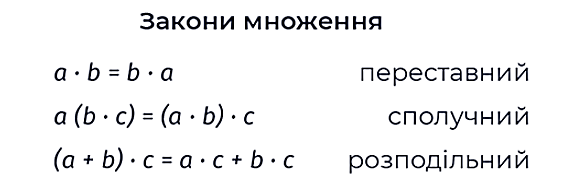 Закони множення
a · b = b · a переставний
a (b · c) = (a · b) · c сполучний
(a + b) · c = a · c + b · c розподільний